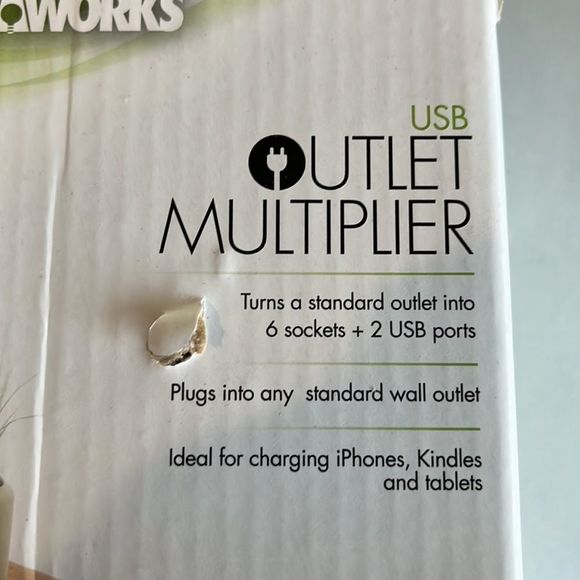 WORKS
USB
OUTLET
MULTIPLIER
Turns a standard outlet into
6 sockets + 2 USB ports
Plugs into any standard wall outlet
Ideal for charging iPhones, Kindles
and tablets